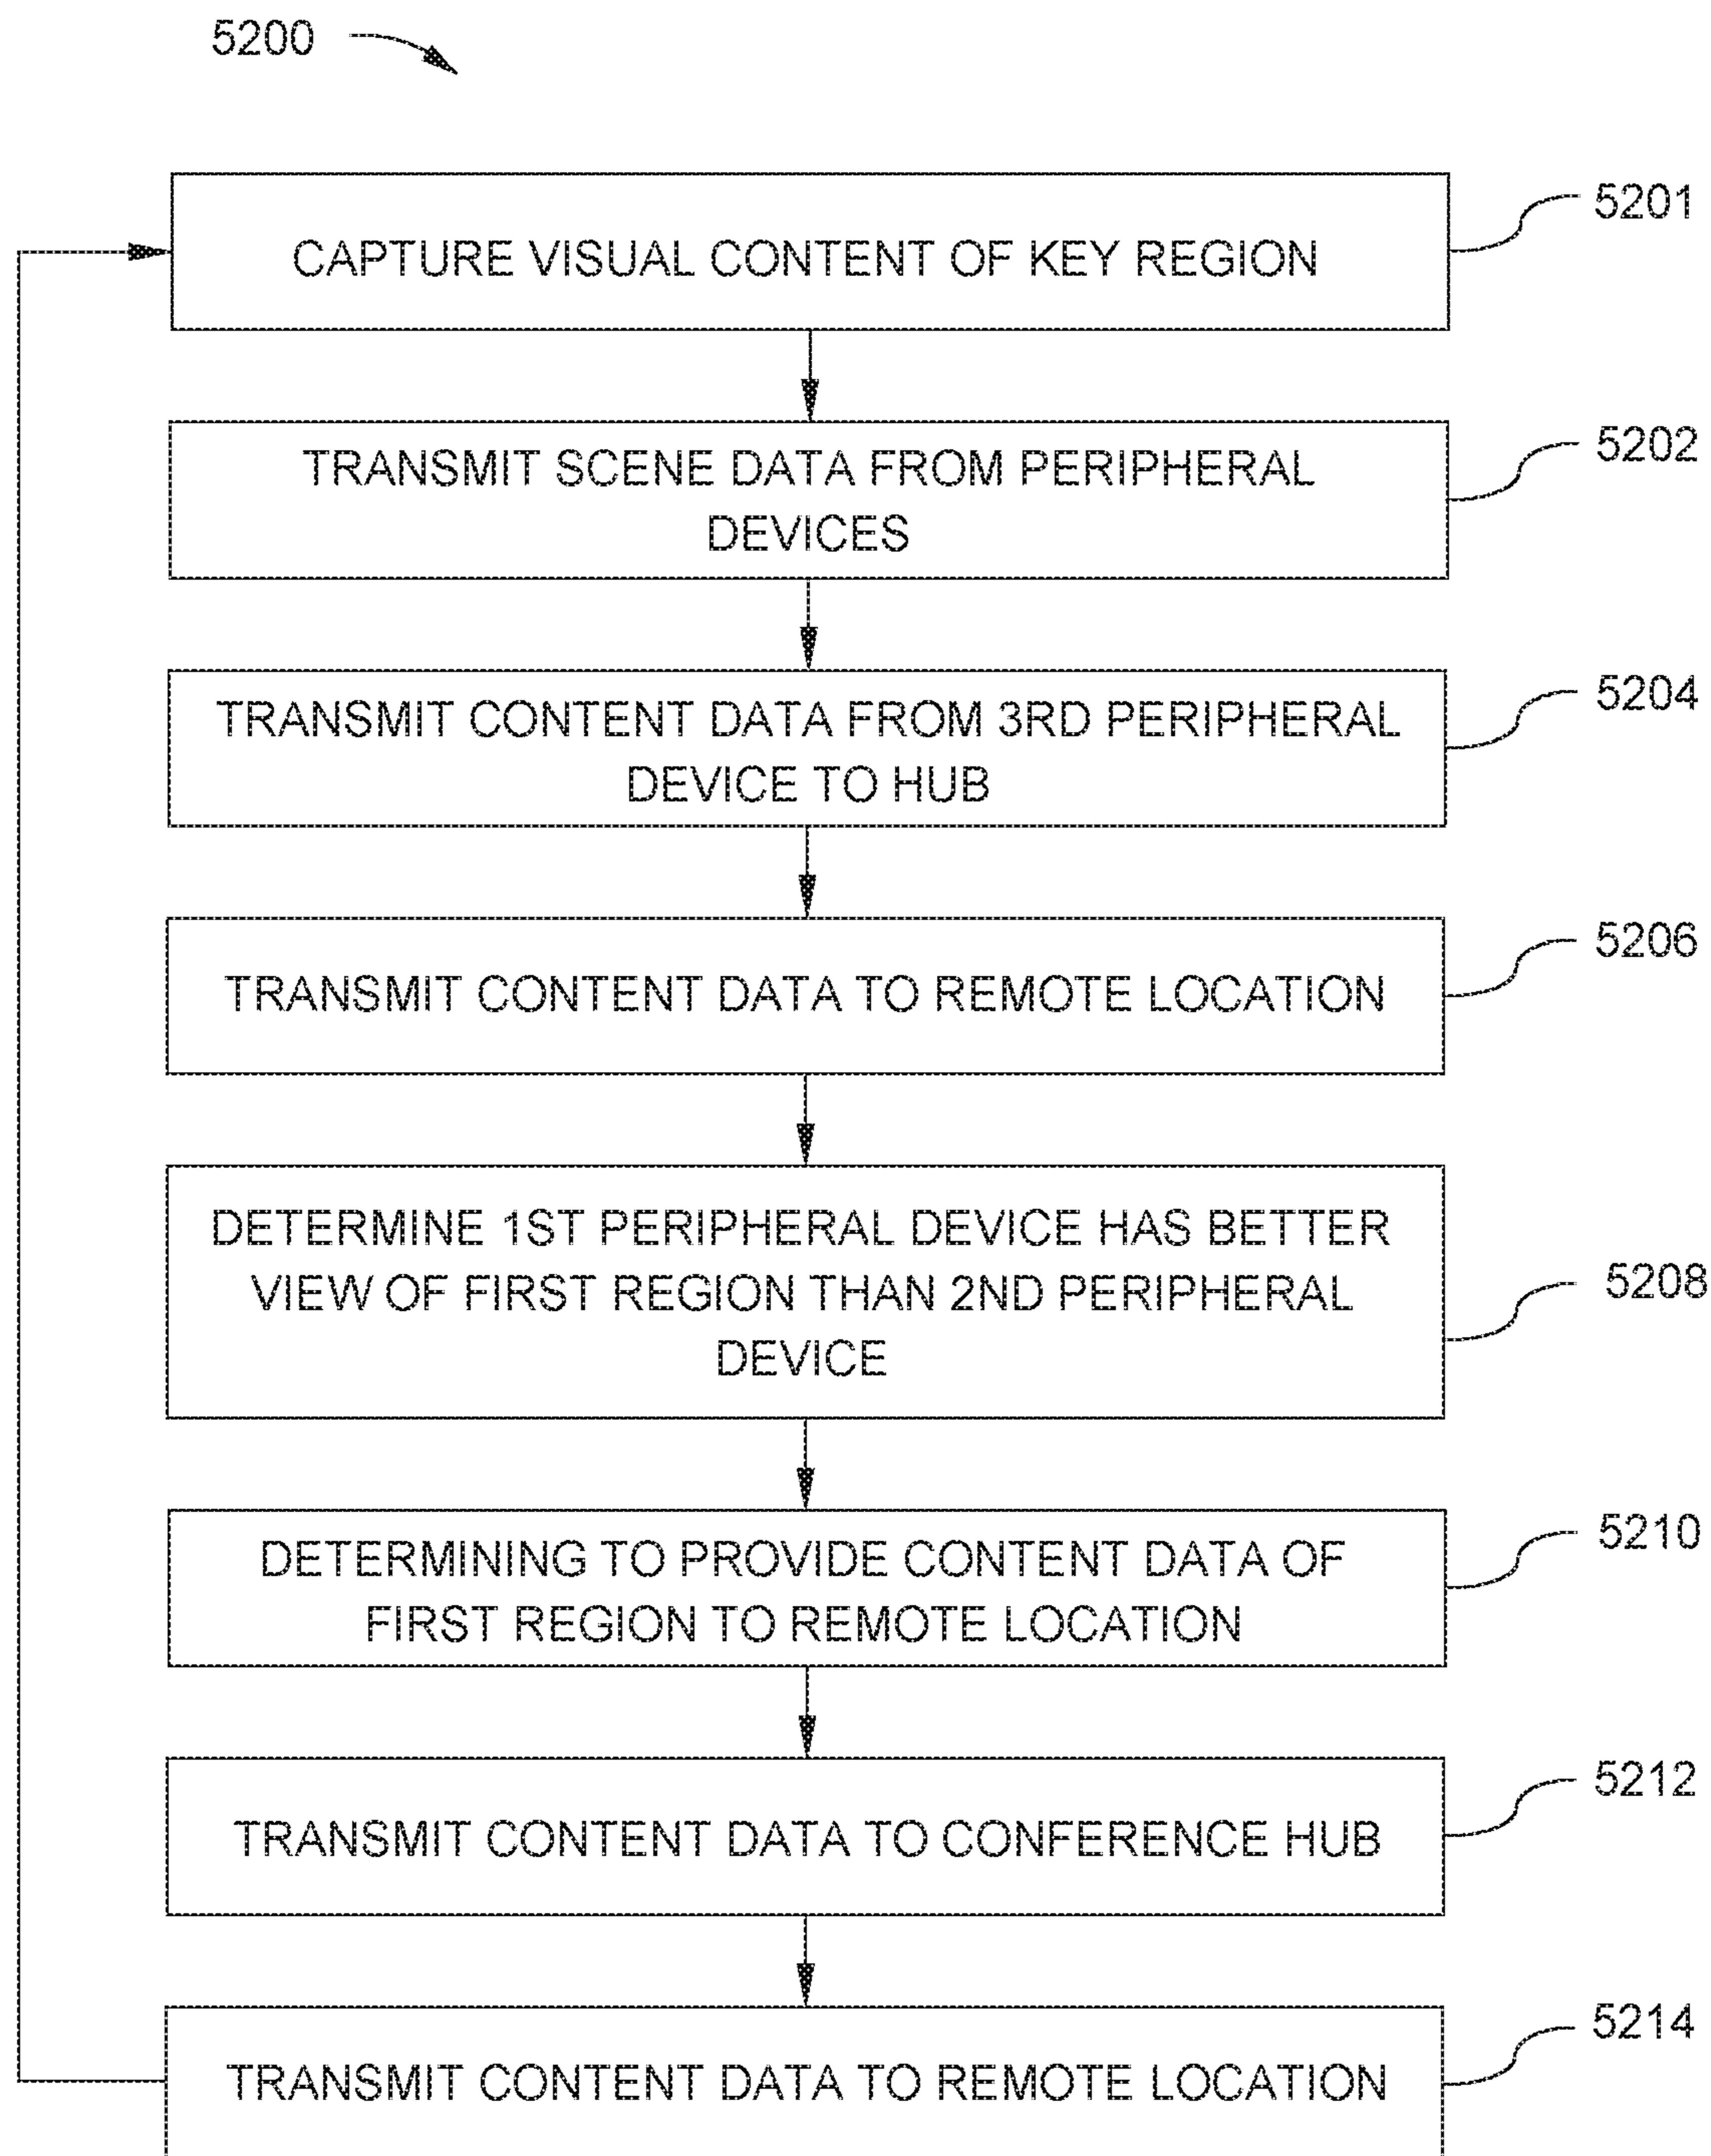 5200
CAPTURE VISUAL CONTENT OF KEY REGION
5201
TRANSMIT SCENE DATA FROM PERIPHERAL
DEVICES
5202
TRANSMIT CONTENT DATA FROM 3RD PERIPHERAL
DEVICE TO HUB
5204
TRANSMIT CONTENT DATA TO REMOTE LOCATION
5206
DETERMINE 1ST PERIPHERAL DEVICE HAS BETTER
VIEW OF FIRST REGION THAN 2ND PERIPHERAL
DEVICE
5208
DETERMINING TO PROVIDE CONTENT DATA OF
FIRST REGION TO REMOTE LOCATION
5210
TRANSMIT CONTENT DATA TO CONFERENCE HUB
5212
TRANSMIT CONTENT DATA TO REMOTE LOCATION
5214